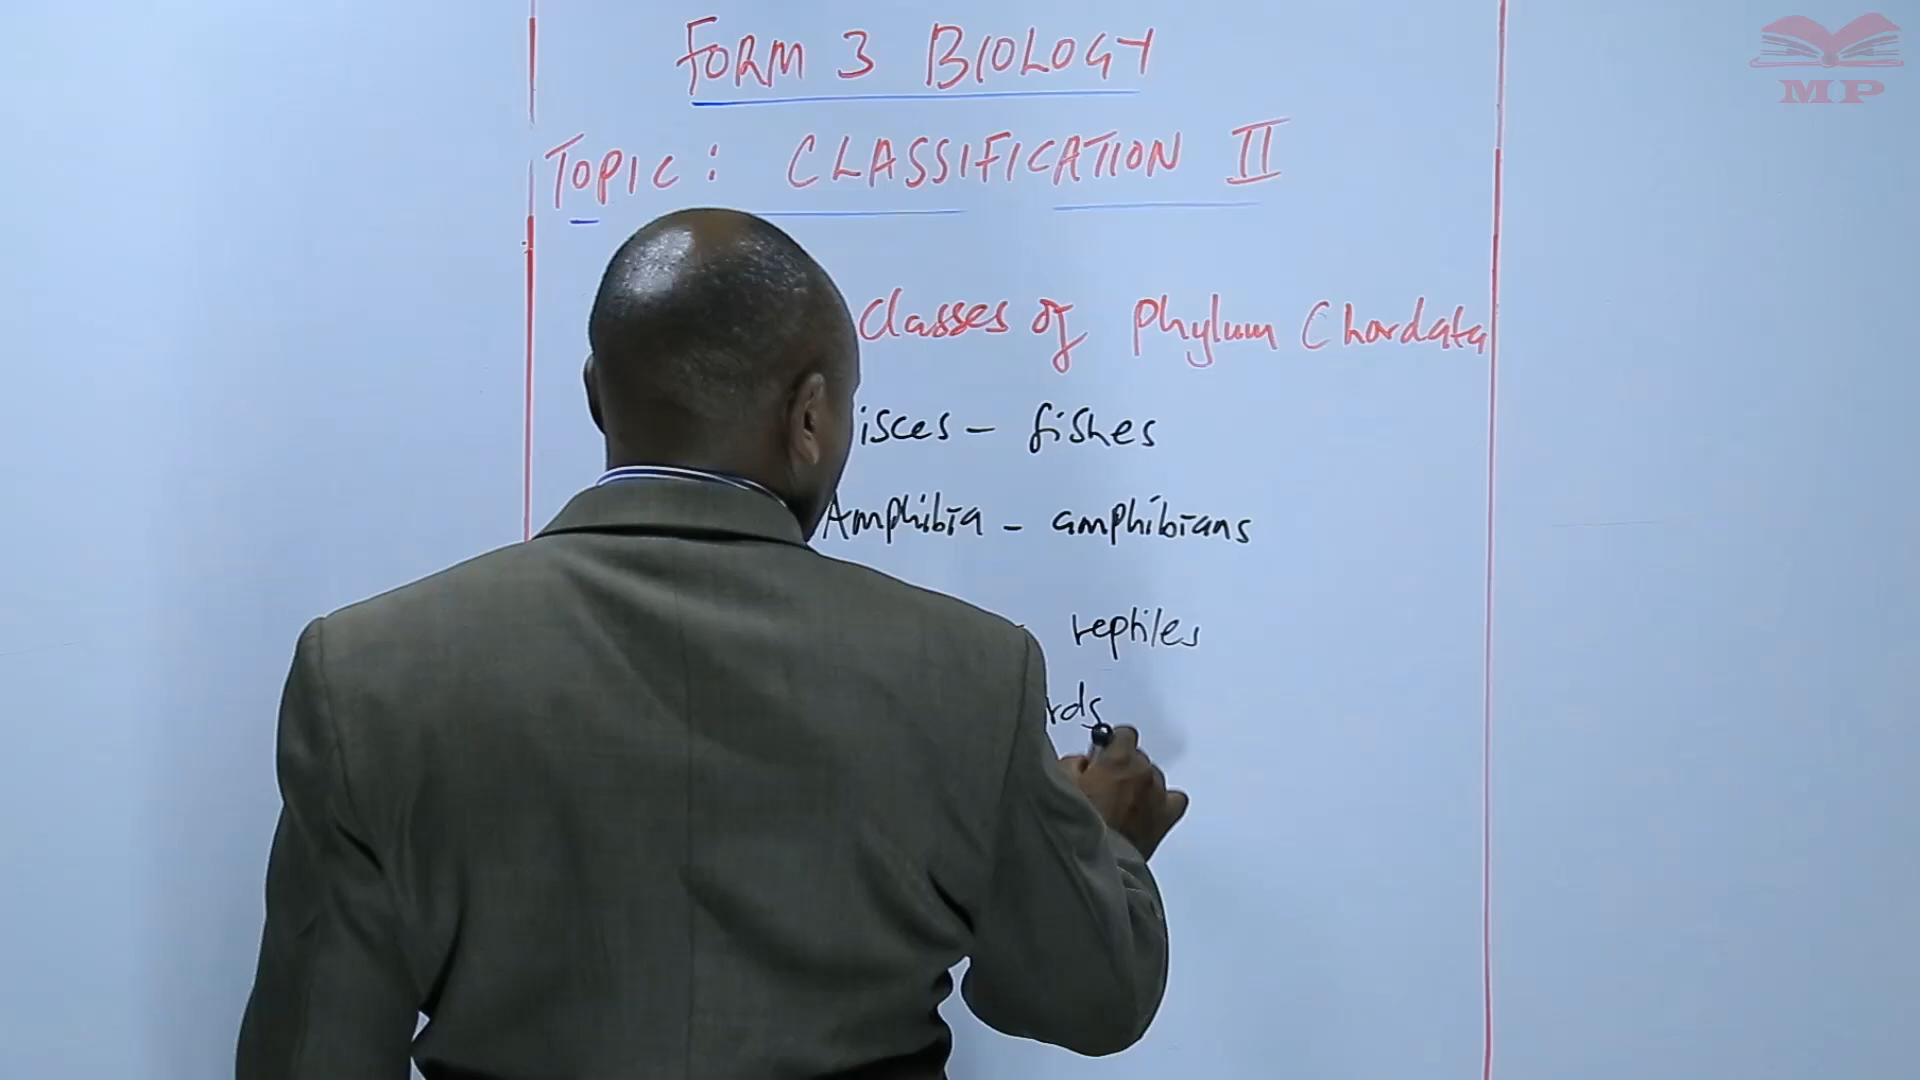 FORM 3 BIOLOGY
MP
TOPIC: CLASSIFICATION II
Classes of Phylum Chordata
isces - fishes
Amphibia - amphibians
reptiles
rds